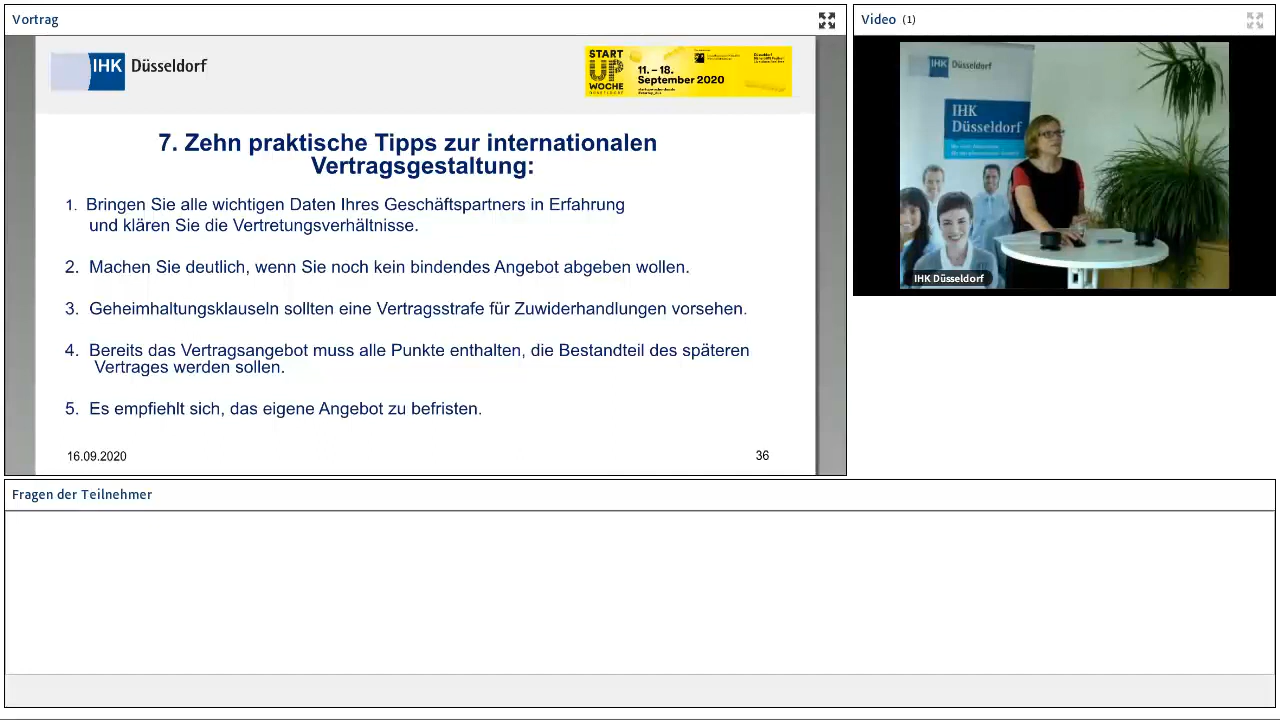 Vortrag
IHK Düsseldorf
START
UP
WOCHE
DÜSSELDORF
11. – 18.
September 2020
7. Zehn praktische Tipps zur internationalen
Vertragsgestaltung:
1. Bringen Sie alle wichtigen Daten Ihres Geschäftspartners in Erfahrung
und klären Sie die Vertretungsverhältnisse.
2. Machen Sie deutlich, wenn Sie noch kein bindendes Angebot abgeben wollen.
3. Geheimhaltungsklauseln sollten eine Vertragsstrafe für Zuwiderhandlungen vorsehen.
4. Bereits das Vertragsangebot muss alle Punkte enthalten, die Bestandteil des späteren
Vertrages werden sollen.
5. Es empfiehlt sich, das eigene Angebot zu befristen.
16.09.2020
36
Video (1)
IHK Düsseldorf
IHK
Düsseldorf
IHK Düsseldorf
Fragen der Teilnehmer